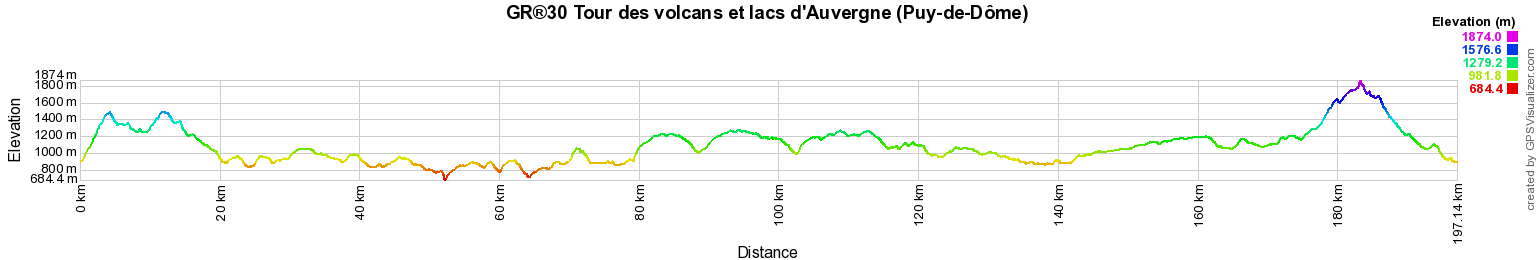 GR®30 Tour des volcans et lacs d'Auvergne (Puy-de-Dôme)
Elevation (m)
1874.0
1576.6
1279.2
981.8
684.4
Elevation
1874 m
1800 m
1600 m
1400 m
1200 m
1000 m
800 m
684.4 m
0 km
20 km
40 km
60 km
80 km
100 km
120 km
140 km
160 km
180 km
197.14 km
Distance
created by GPSVisualizer.com